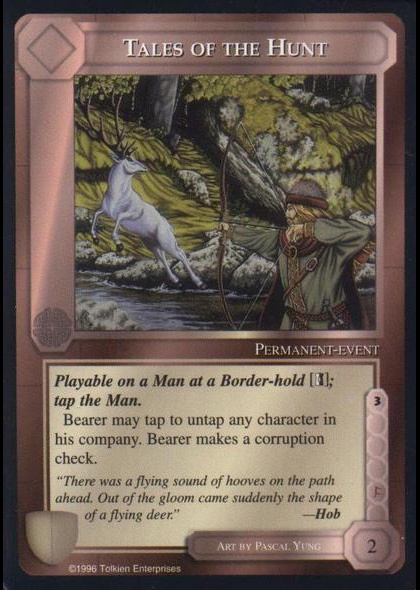 TALES OF THE HUNT
PERMANENT-EVENT
Playable on a Man at a Border-hold [];
tap the Man.
Bearer may tap to untap any character in
his company. Bearer makes a corruption
check.
"There was a flying sound of hooves on the path
ahead. Out of the gloom came suddenly the shape
of a flying deer." —Hob
3
ART BY PASCAL YUNG
2
©1996 Tolkien Enterprises